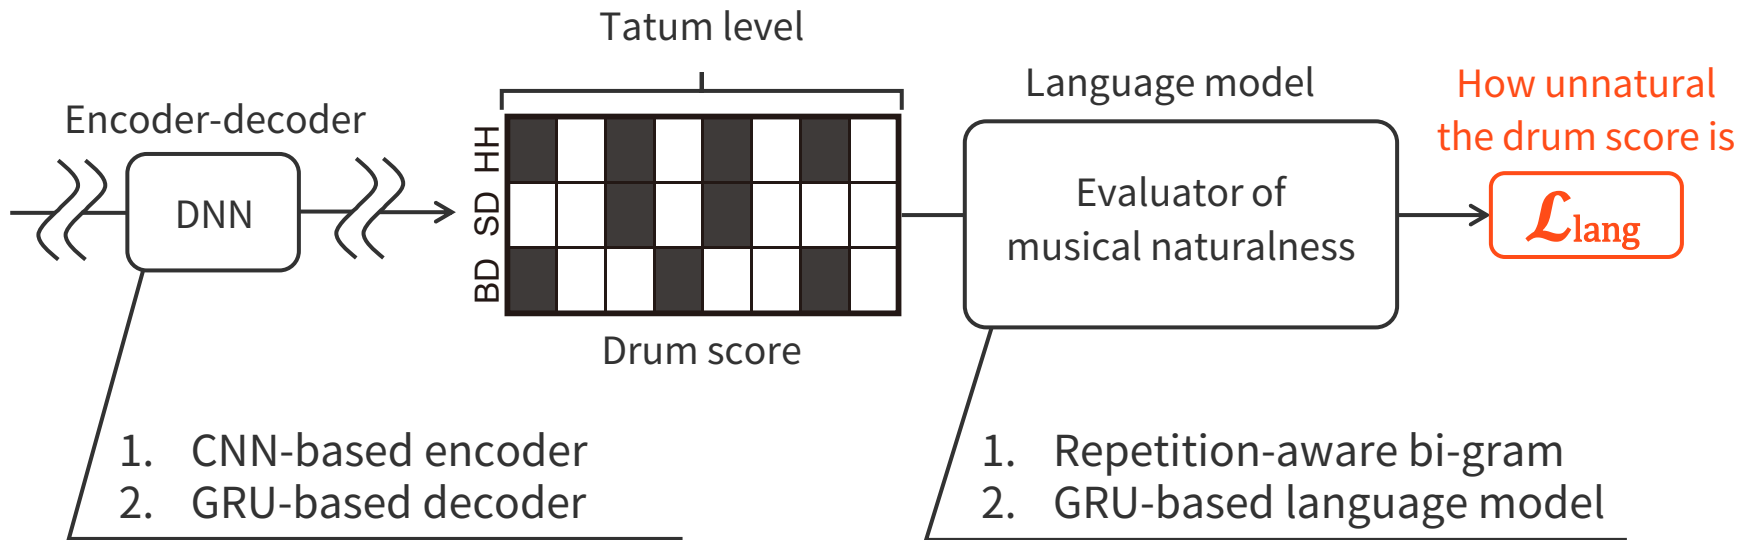 Tatum level
Encoder-decoder
DNN
HH
SD
BD
Drum score
Language model
Evaluator of
musical naturalness
How unnatural
the drum score is
ℒlang
1. CNN-based encoder
2. GRU-based decoder
1. Repetition-aware bi-gram
2. GRU-based language model